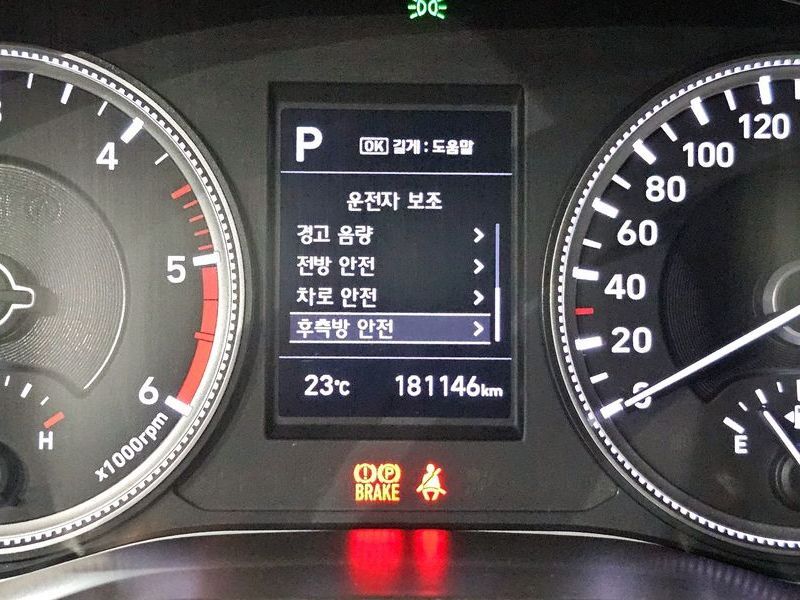 P
OK 길게 : 도움말
운전자 보조
경고 음량
전방 안전
차로 안전
후측방 안전
23℃ 181146km
4
5
6
x1000rpm
H
120
100
80
60
40
20
0
E
(!) (P)
BRAKE